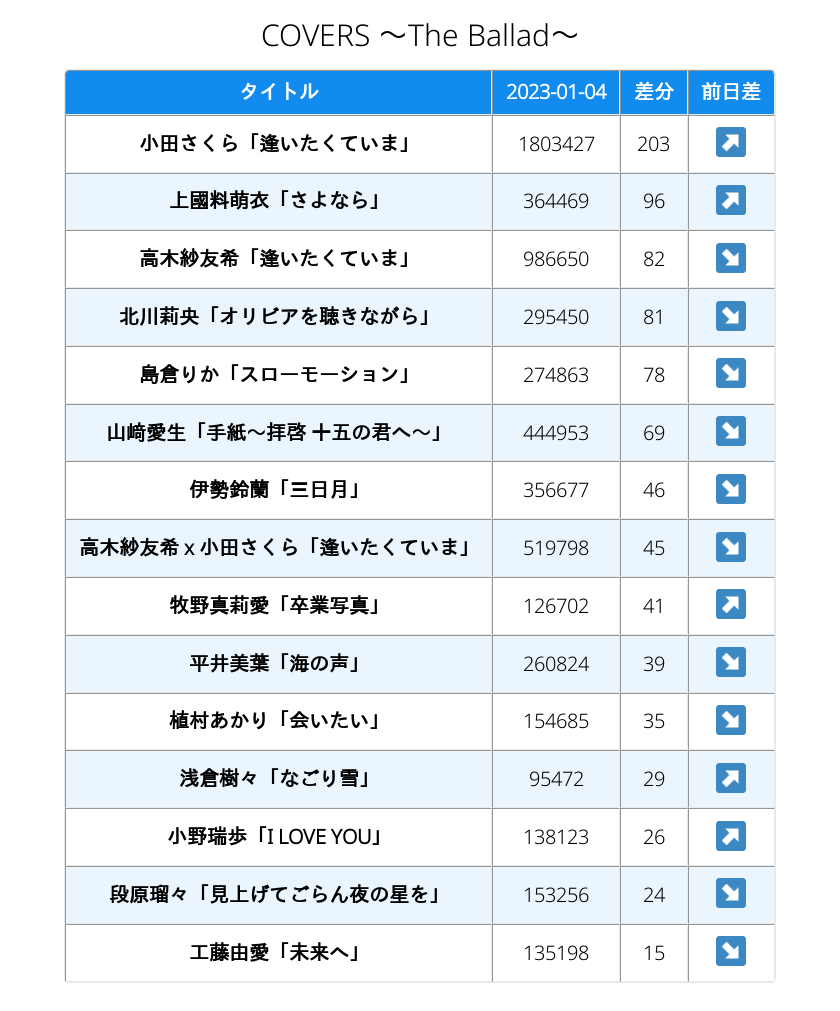 COVERS ～The Ballad～
タイトル 2023-01-04 差分 前日差
小田さくら「逢いたくていま」 1803427 203 ↗
上國料萌衣「さよなら」 364469 96 ↗
高木紗友希「逢いたくていま」 986650 82 ↘
北川莉央「オリビアを聴きながら」 295450 81 ↘
島倉りか「スローモーション」 274863 78 ↘
山﨑愛生「手紙～拝啓 十五の君へ～」 444953 69 ↘
伊勢鈴蘭「三日月」 356677 46 ↘
高木紗友希 x 小田さくら「逢いたくていま」 519798 45 ↘
牧野真莉愛「卒業写真」 126702 41 ↗
平井美葉「海の声」 260824 39 ↘
植村あかり「会いたい」 154685 35 ↘
浅倉樹々「なごり雪」 95472 29 ↗
小野瑞歩「I LOVE YOU」 138123 26 ↗
段原瑠々「見上げてごらん夜の星を」 153256 24 ↘
工藤由愛「未来へ」 135198 15 ↘